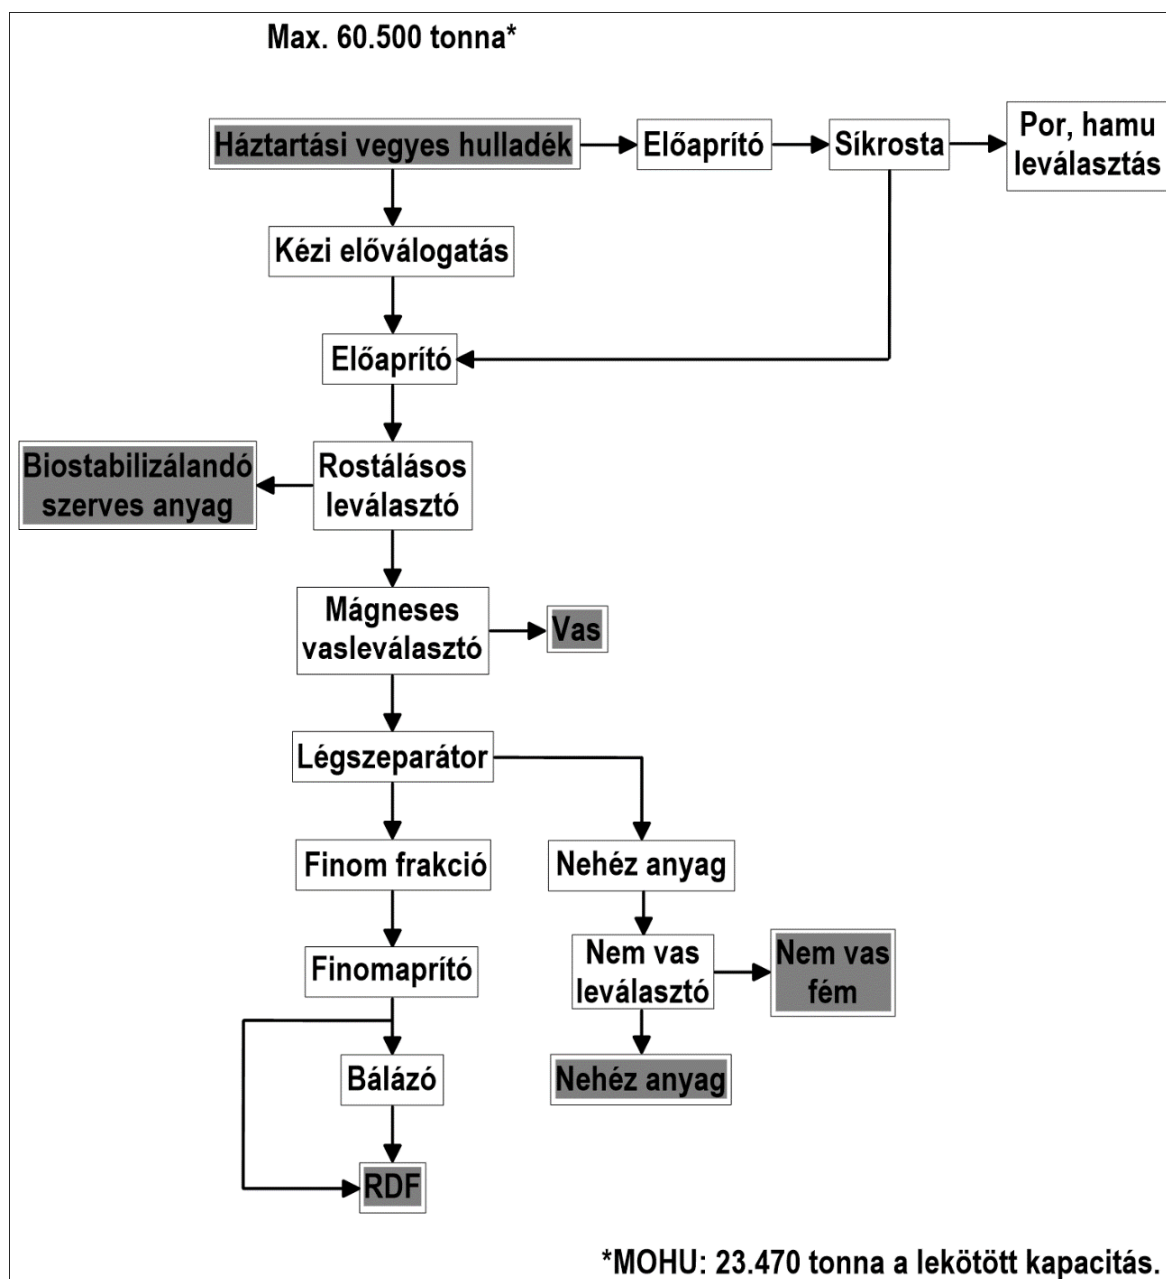 Max. 60.500 tonna*
Háztartási vegyes hulladék
Előaprító
Síkrosta
Por, hamu
leválasztás
Kézi előválogatás
Előaprító
Biostabilizálandó
szerves anyag
Rostálásos
leválasztó
Mágneses
vasleválasztó
Vas
Légszeparátor
Finom frakció
Nehéz anyag
Finomaprító
Nem vas
leválasztó
Nem vas
fém
Bálázó
Nehéz anyag
RDF
*MOHU: 23.470 tonna a lekötött kapacitás.